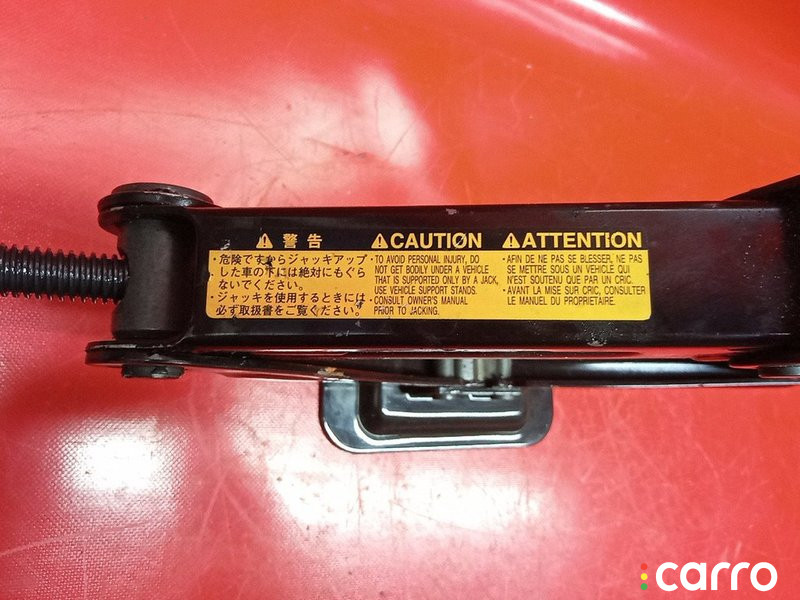 ⚠警告
・危険ですからジャッキアップ
した車の下には絶対にもぐら
ないでください。
・ジャッキを使用するときには
必ず取扱書をご覧ください。
⚠CAUTION
・TO AVOID PERSONAL INJURY, DO
NOT GET BODILY UNDER A VEHICLE
THAT IS SUPPORTED ONLY BY A JACK,
USE VEHICLE SUPPORT STANDS.
・CONSULT OWNER'S MANUAL
PRIOR TO JACKING.
⚠ATTENTION
・AFIN DE NE PAS SE BLESSER, NE PAS
SE METTRE SOUS UN VEHICULE QUI
N'EST SOUTENU QUE PAR UN CRIC.
・AVANT LA MISE SUR CRIC, CONSULTER
LE MANUEL DU PROPRIETAIRE.
carro